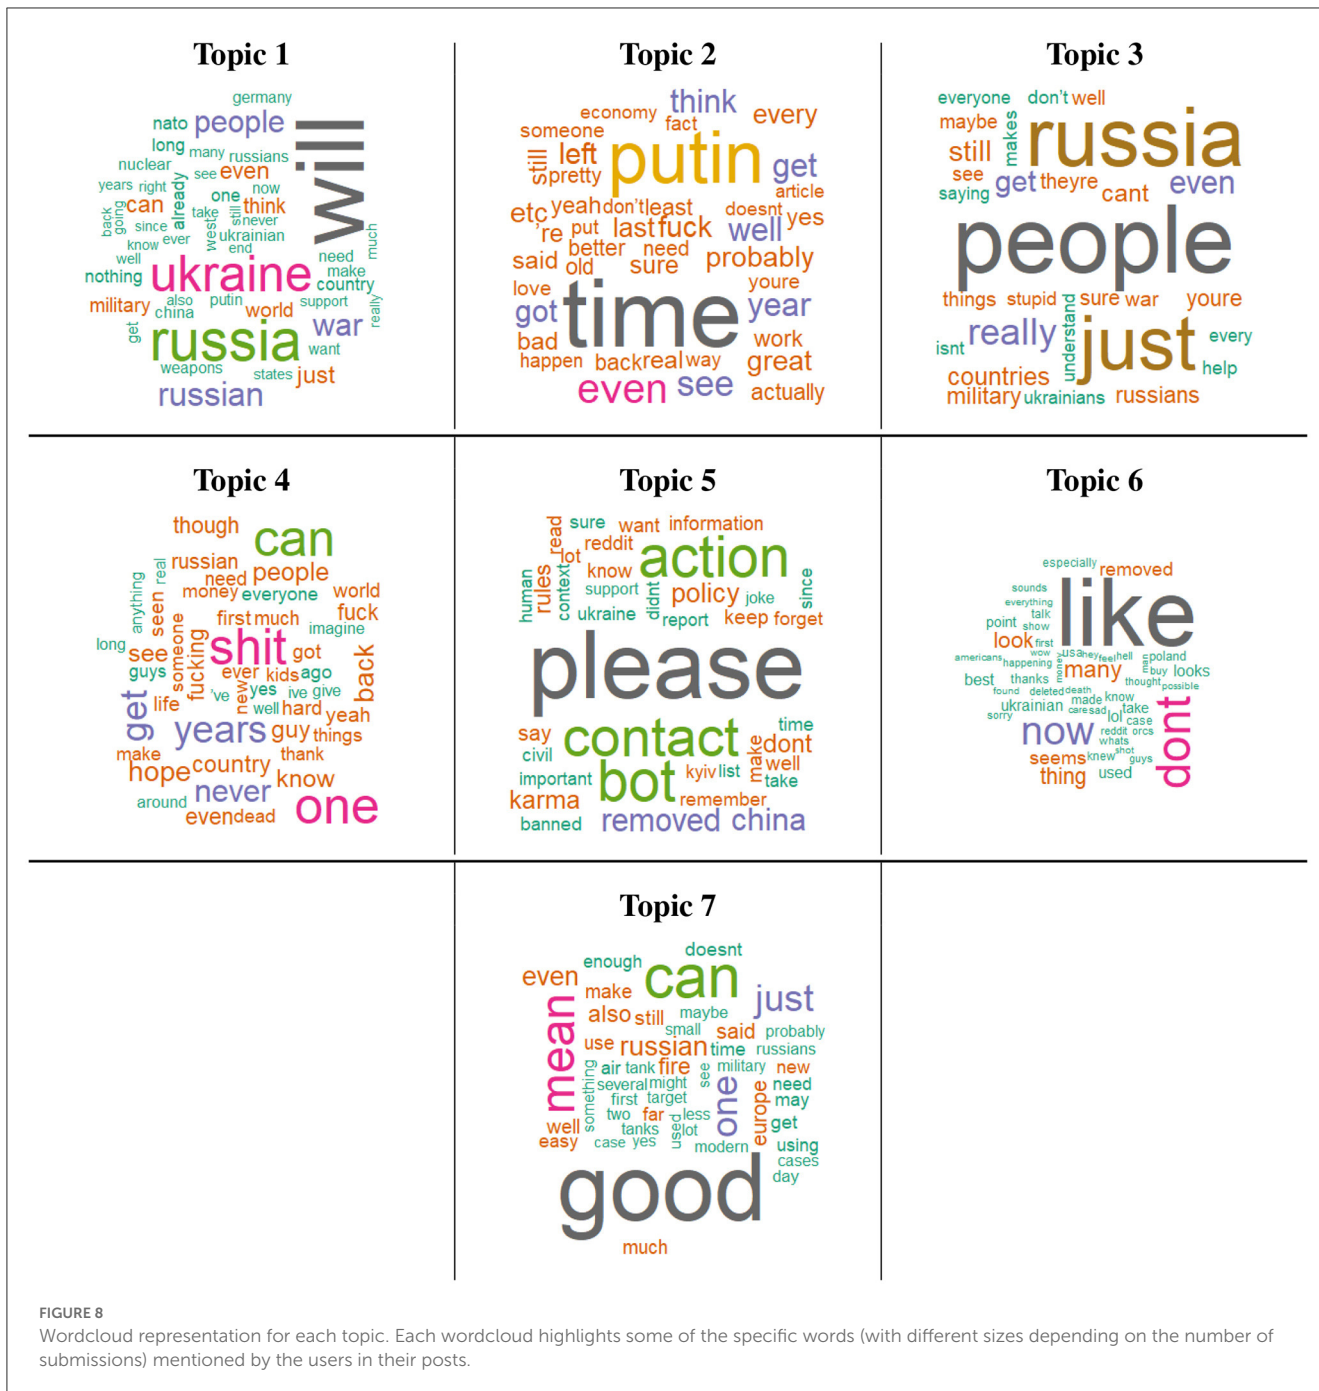 Topic 1
germany
nato people
will
long
many russians
nuclear
see even
years right
already
one
now
can
take
still
think
back
going
since
west
never
ukrainian
know ever
end
much
well
need
nothing
ukraine
make
country
military
also
putin
world
support
really
china
war
get
russia
want
weapons
states just
russian
Topic 2
think
economy
fact
every
someone
still
left
putin
get
pretty
article
etc
yeah don't least
doesnt
yes
're
put
last fuck
well
better
need
said
old
sure
probably
love
youre
got
time
year
bad
work
happen
back real way
great
even
see
actually
Topic 3
everyone
don't well
maybe
makes
russia
still
see
saying
get theyre
cant
even
people
things
stupid
understand
sure war
youre
really
just
every
isnt
help
countries
military ukrainians
russians
Topic 4
though
can
russian
real
need
people
anything
money everyone
world
seen
fuck
first much
imagine
long
someone
shit
see
fucking
got
back
guys
ever kids ago
've
new
yes
ive give
get
life
well hard
yeah
years
guy things
make
thank
hope
country
know
around
never
one
even dead
Topic 5
read
sure
want
information
lot
reddit
action
human
rules
context
know
support
didnt
policy
joke
since
ukraine
report
keep forget
please
say
time
contact
make
dont
civil
well
important
bot
kyiv list
take
karma
remember
banned
removed china
Topic 6
especially
removed
sounds
everything
like
talk
point
show
look
first
wow
usa
hey
feel
hell
americans
happening
money
many
man
poland
buy
looks
best
thanks
thought
possible
found
deleted
death
ukrainian
made
know
care
sad
take
sorry
lol
case
dont
now
reddit
orcs
whats
shot
seems
knew
guys
thing
used
Topic 7
doesnt
enough
even
can
make
just
mean
also still
maybe
small
said
probably
use
russian
time
russians
something
air tank
fire
see
military
new
several
might
one
europe
need
first
target
may
two
far
less
used
get
well
tanks
lot
easy
case
yes
modern
using
cases
good
day
much
FIGURE 8
Wordcloud representation for each topic. Each wordcloud highlights some of the specific words (with different sizes depending on the number of
submissions) mentioned by the users in their posts.